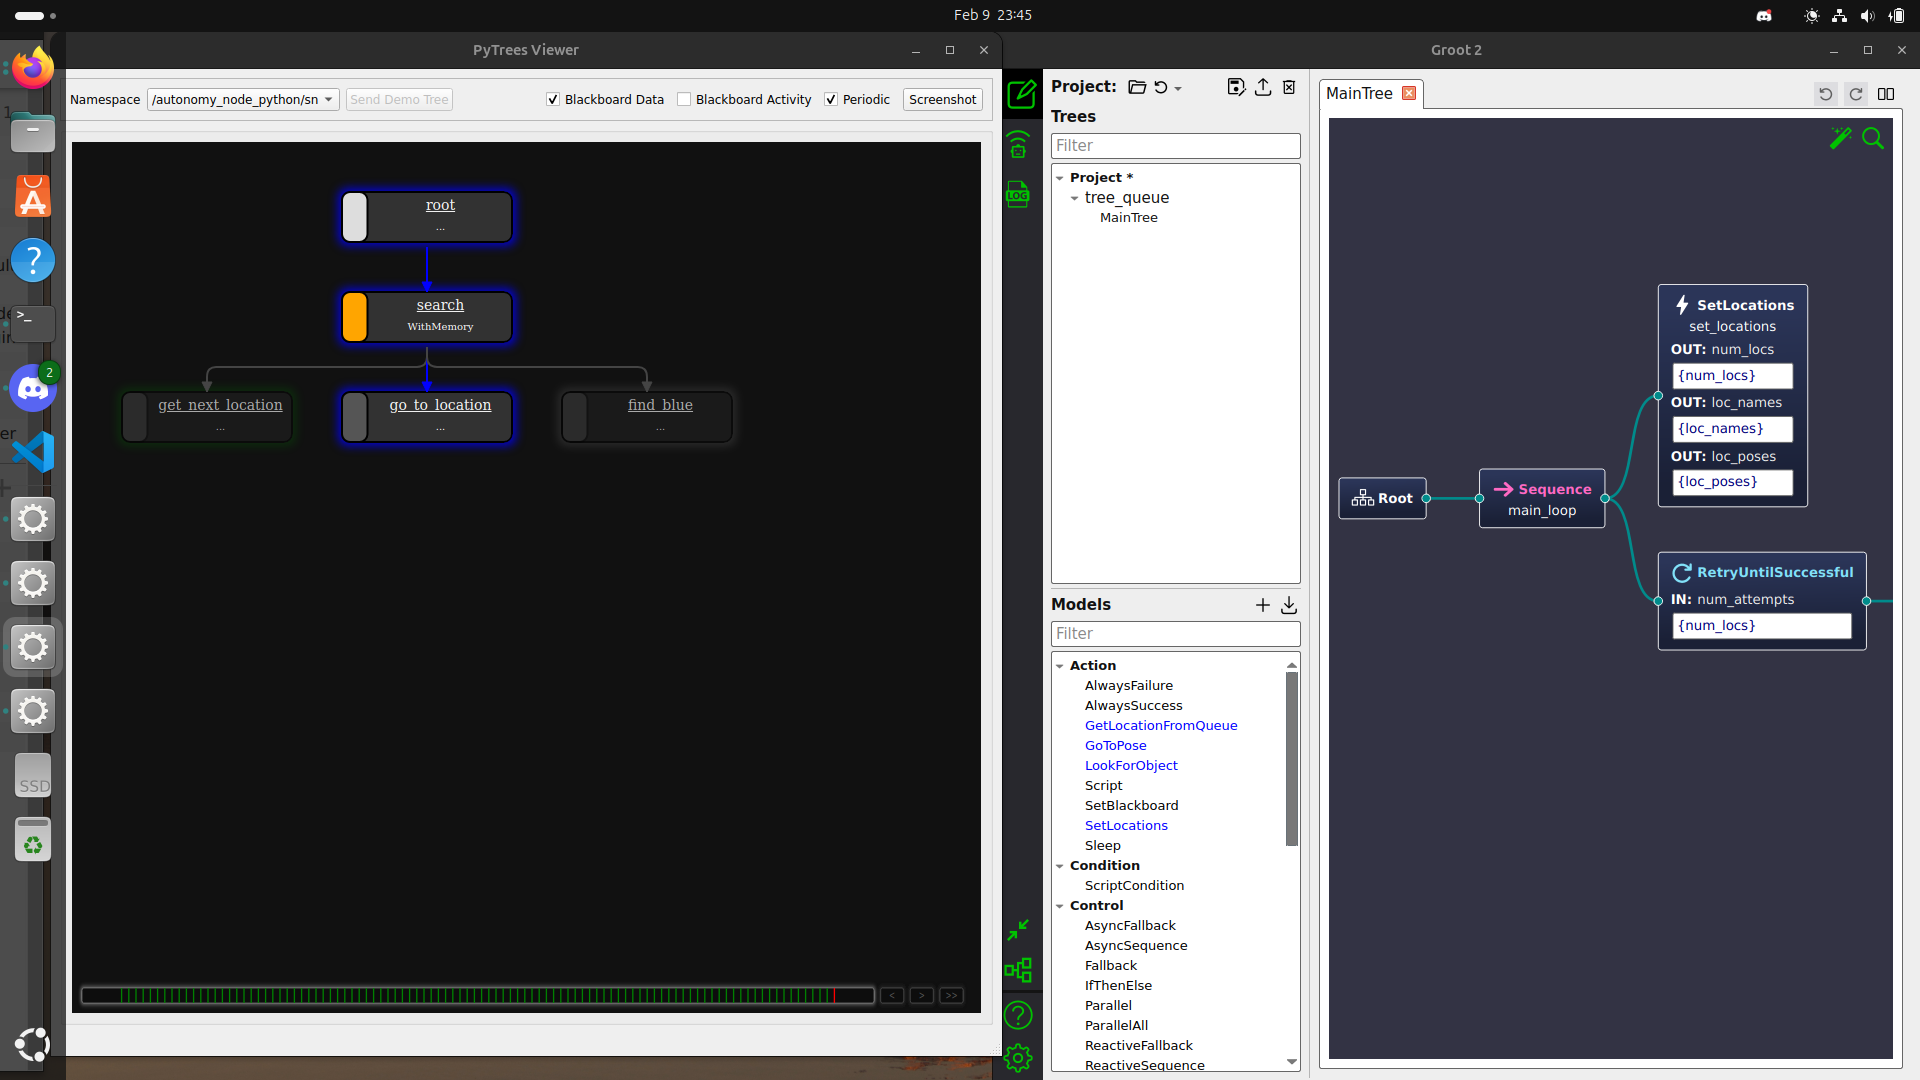 Feb 9 23:45
PyTrees Viewer
Groot 2
Namespace
/autonomy_node_python/sn
Send Demo Tree
Blackboard Data
Blackboard Activity
Periodic
Screenshot
root
...
search
WithMemory
get_next_location
...
go_to_location
...
find_blue
...
<
>
>>
2
>_
SSD
LOG
Project:
Trees
Filter
Project *
tree_queue
MainTree
Models
Filter
Action
AlwaysFailure
AlwaysSuccess
GetLocationFromQueue
GoToPose
LookForObject
Script
SetBlackboard
SetLocations
Sleep
Condition
ScriptCondition
Control
AsyncFallback
AsyncSequence
Fallback
IfThenElse
Parallel
ParallelAll
ReactiveFallback
ReactiveSequence
MainTree
Root
Sequence
main_loop
SetLocations
set_locations
OUT: num_locs
{num_locs}
OUT: loc_names
{loc_names}
OUT: loc_poses
{loc_poses}
RetryUntilSuccessful
IN: num_attempts
{num_locs}